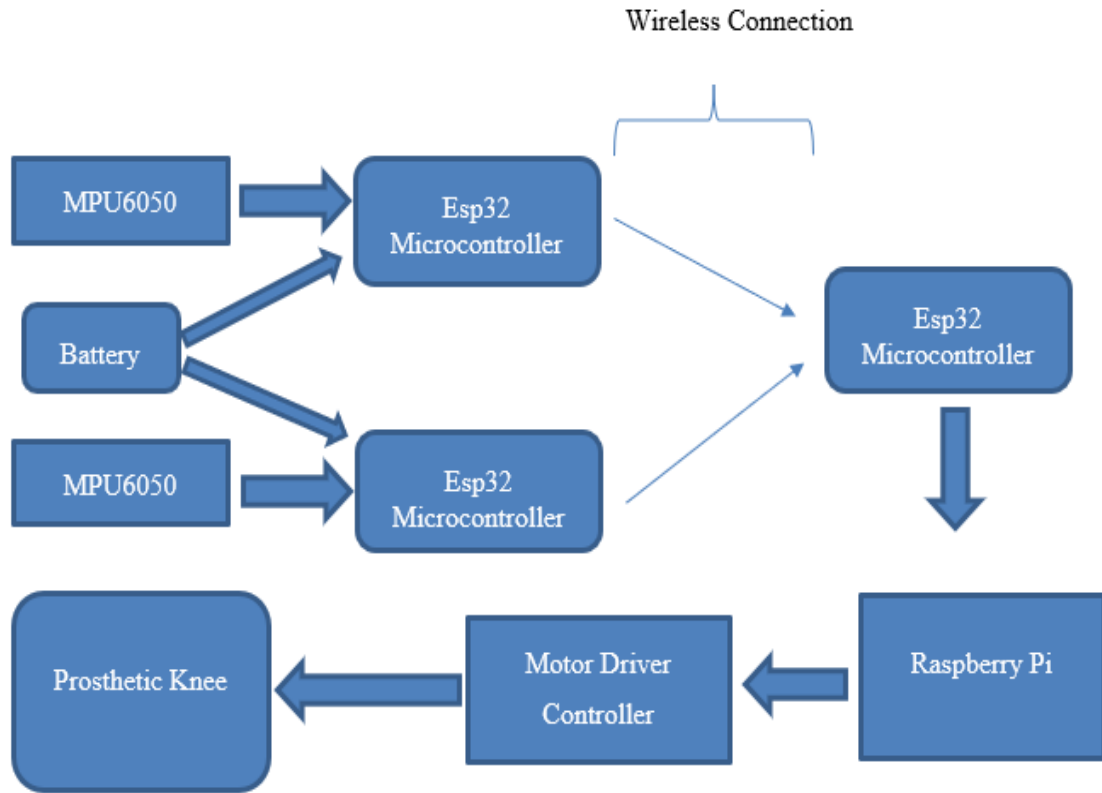 Wireless Connection
MPU6050
Esp32
Microcontroller
Esp32
Microcontroller
Battery
MPU6050
Esp32
Microcontroller
Prosthetic Knee
Motor Driver
Controller
Raspberry Pi